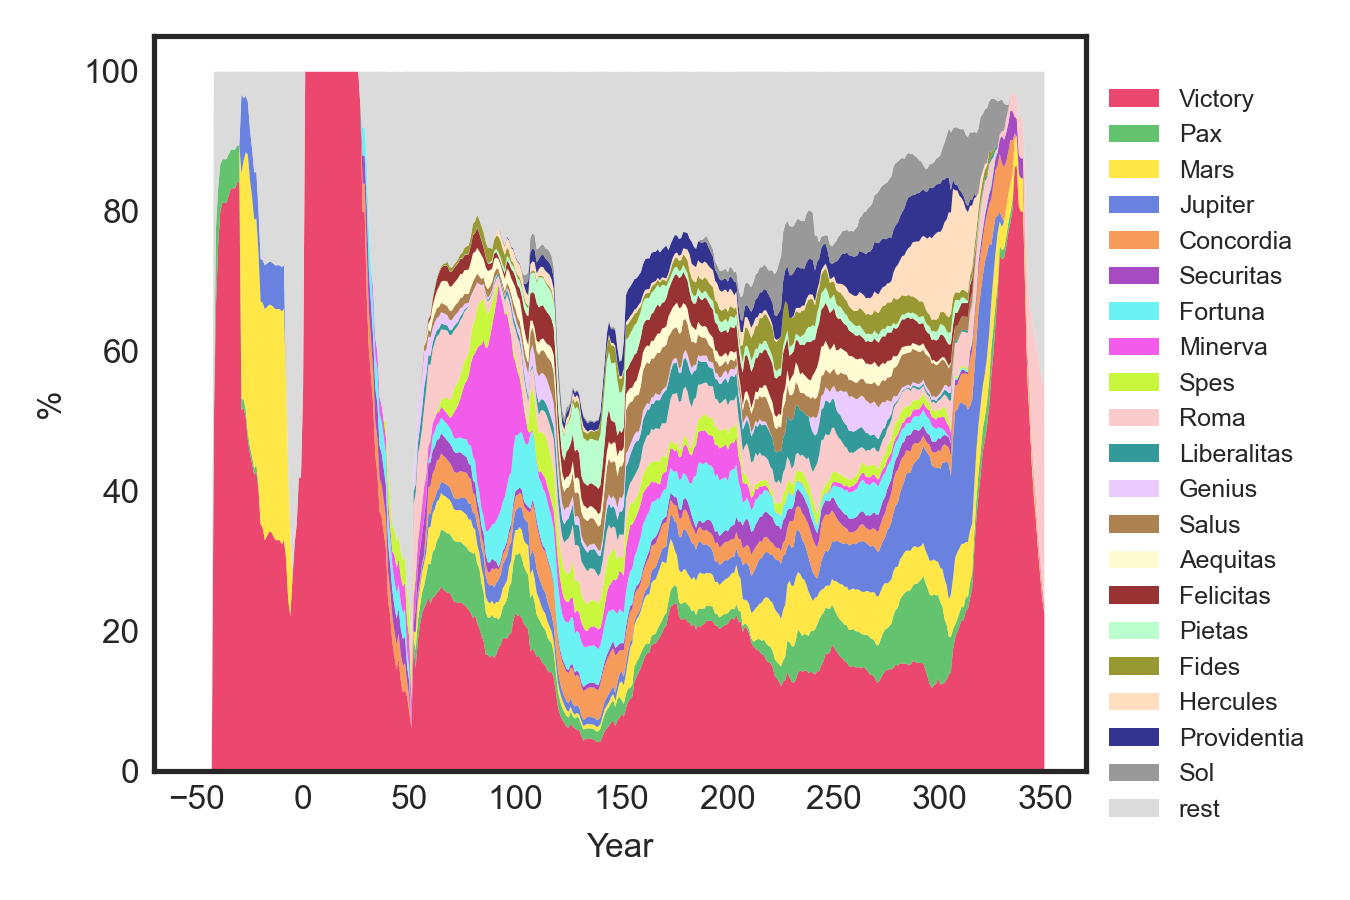 100
80
60
40
20
0
%
−50 0 50 100 150 200 250 300 350
Year
Victory
Pax
Mars
Jupiter
Concordia
Securitas
Fortuna
Minerva
Spes
Roma
Liberalitas
Genius
Salus
Aequitas
Felicitas
Pietas
Fides
Hercules
Providentia
Sol
rest